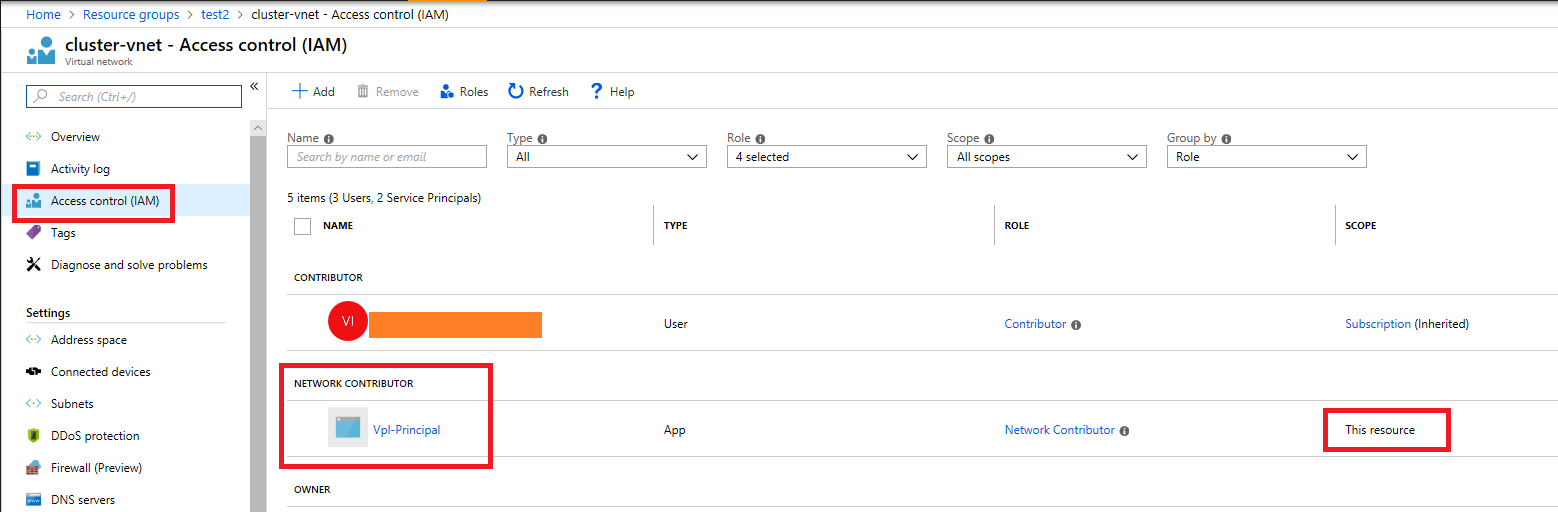 Home > Resource groups > test2 > cluster-vnet - Access control (IAM)
cluster-vnet - Access control (IAM)
Virtual network
Search (Ctrl+/)
«
Overview
Activity log
Access control (IAM)
Tags
Diagnose and solve problems
Settings
Address space
Connected devices
Subnets
DDoS protection
Firewall (Preview)
DNS servers
Add Remove Roles Refresh Help
Name Type Role Scope Group by
Search by name or email All 4 selected All scopes Role
5 items (3 Users, 2 Service Principals)
NAME TYPE ROLE SCOPE
CONTRIBUTOR
VI User Contributor Subscription (Inherited)
NETWORK CONTRIBUTOR
Vpl-Principal App Network Contributor This resource
OWNER